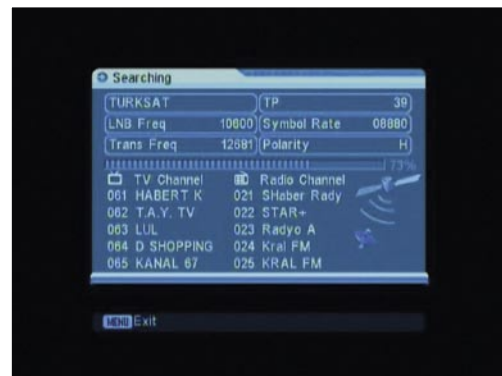 Searching
TURKSAT TP 39
LNB Freq 10600 Symbol Rate 08880
Trans Freq 12681 Polarity H
73%
TV Channel Radio Channel
061 HABERT K 021 SHaber Rady
062 T.A.Y. TV 022 STAR+
063 LUL 023 Radyo A
064 D SHOPPING 024 Kral FM
065 KANAL 67 025 KRAL FM
MENU Exit